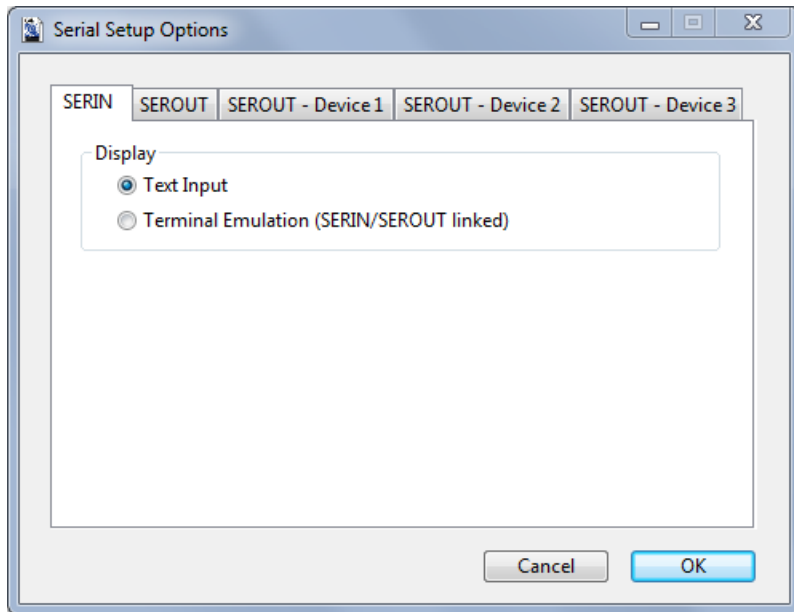 Serial Setup Options
SERIN SEROUT SEROUT - Device 1 SEROUT - Device 2 SEROUT - Device 3
Display
Text Input
Terminal Emulation (SERIN/SEROUT linked)
Cancel OK